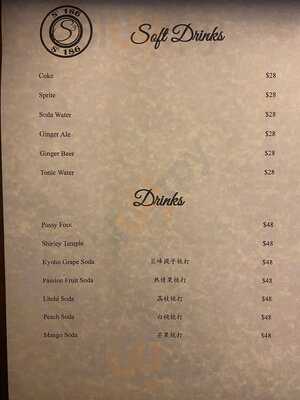 S' 186
S
S' 186
Soft Drinks
Coke $28
Sprite $28
Soda Water $28
Ginger Ale $28
Ginger Beer $28
Tonic Water $28
Drinks
Pussy Foot $48
Shirley Temple $48
Kyoho Grape Soda 巨峰提子梳打 $48
Passion Fruit Soda 熱情果梳打 $48
Litchi Soda 荔枝梳打 $48
Peach Soda 白桃梳打 $48
Mango Soda 芒果梳打 $48